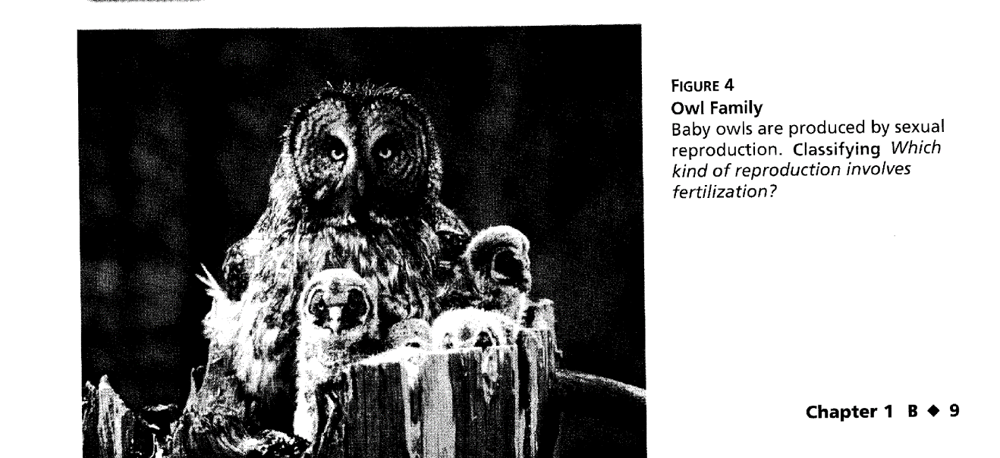 FIGURE 4
Owl Family
Baby owls are produced by sexual
reproduction. Classifying Which
kind of reproduction involves
fertilization?
Chapter 1 B ◆ 9